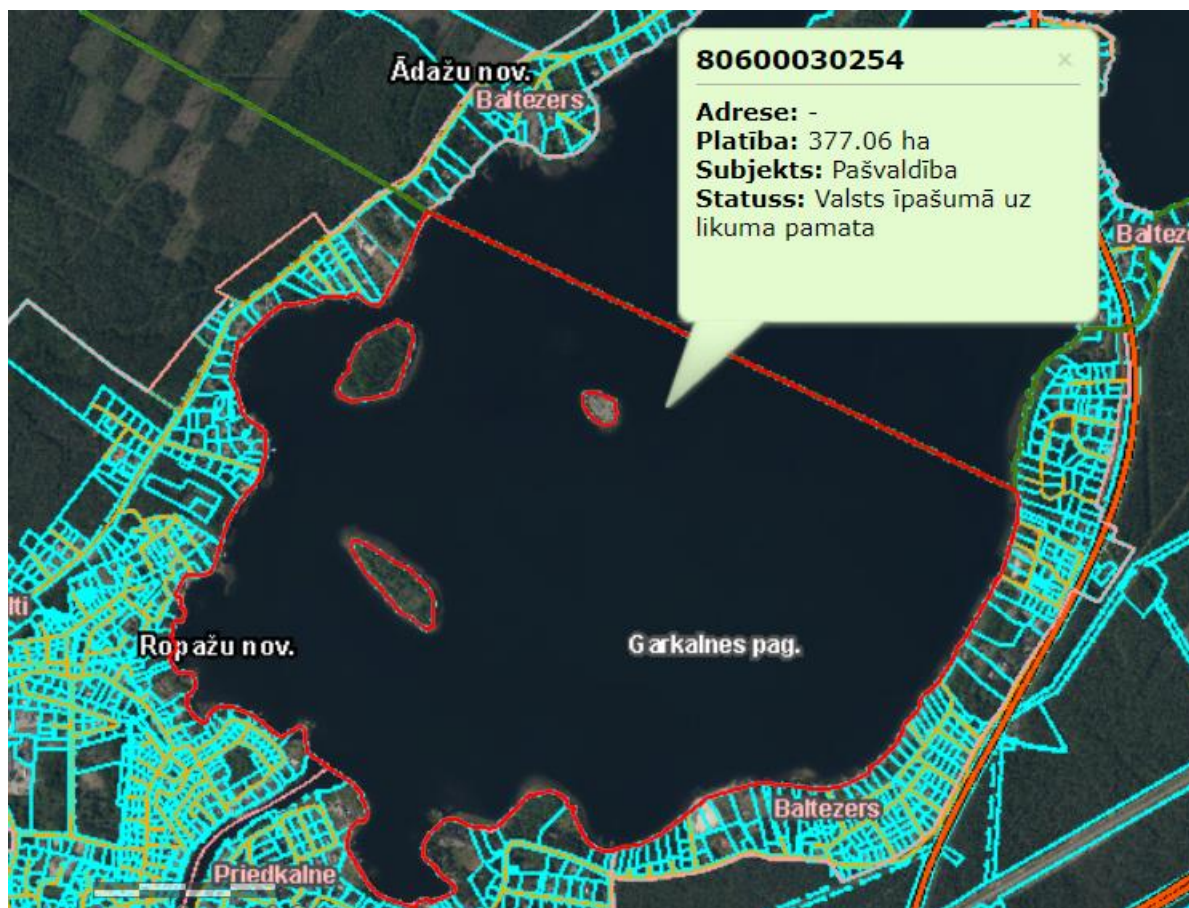 80600030254
×
Adrese: -
Platība: 377.06 ha
Subjekts: Pašvaldība
Statuss: Valsts īpašumā uz
likuma pamata
Ādažu nov.
Baltezers
Ropažu nov.
Garkalnes pag.
Baltezers
Priedkalne